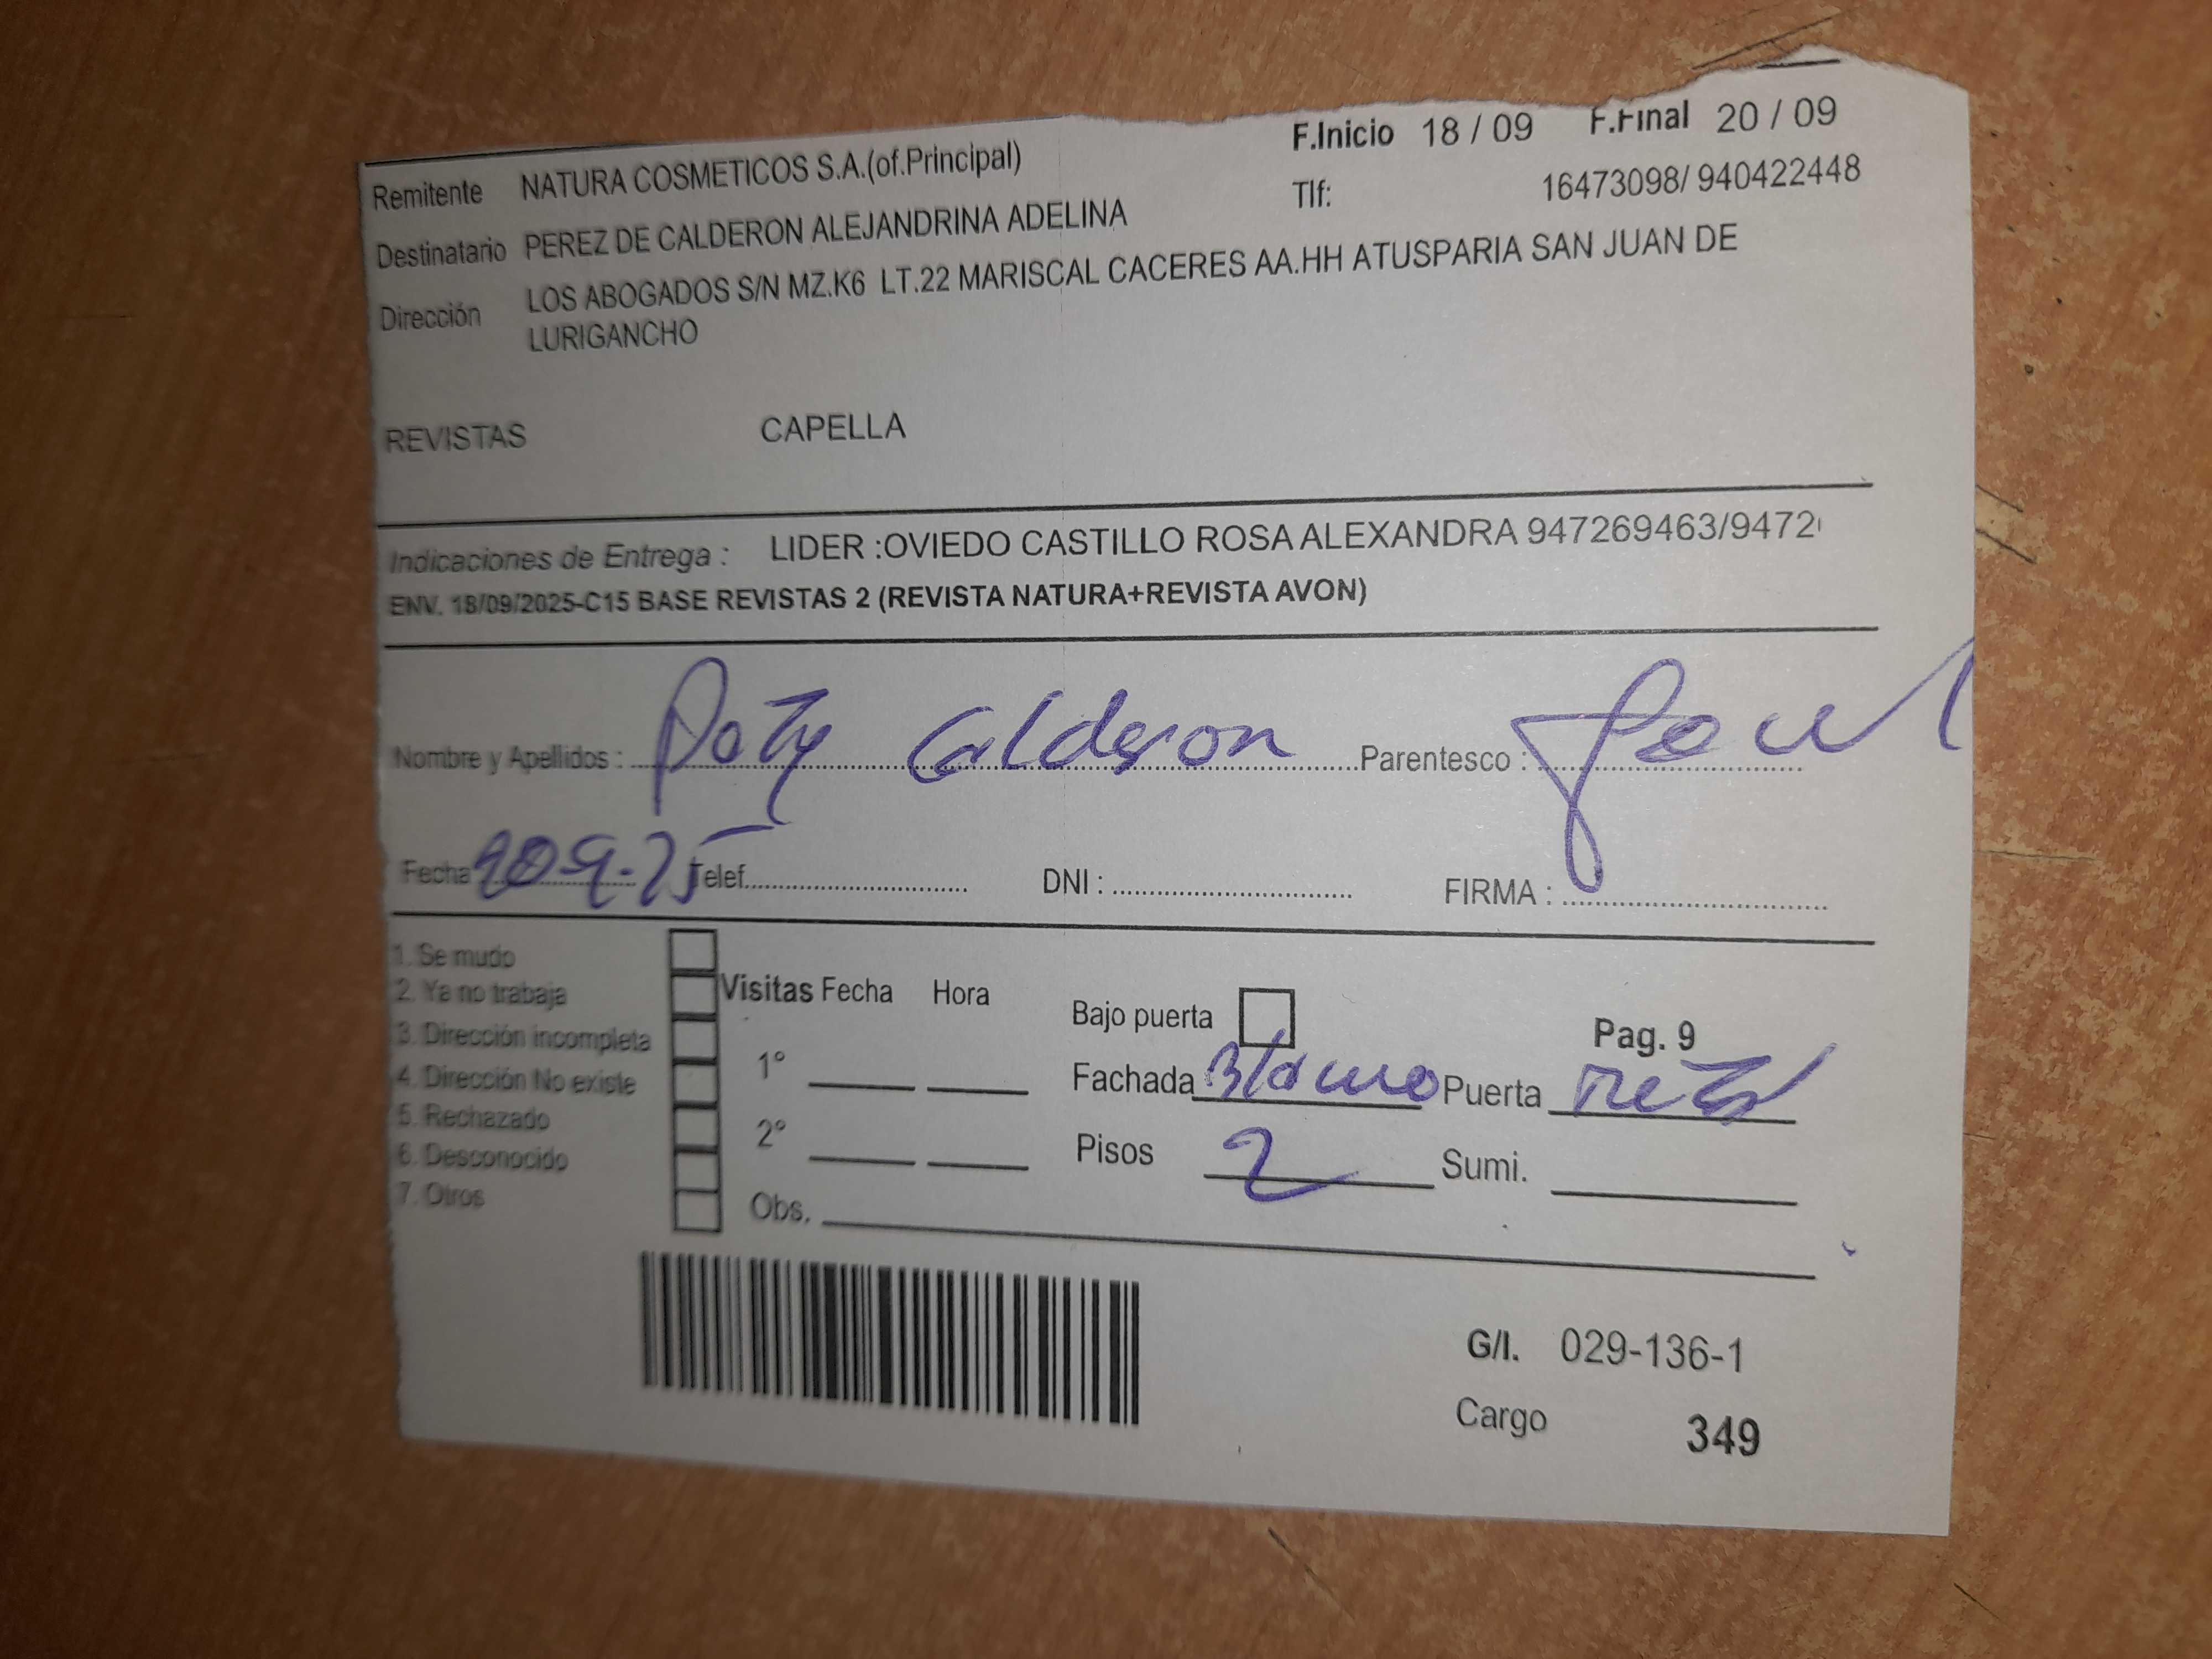 F.Inicio 18 / 09 F.Final 20 / 09
Remitente NATURA COSMETICOS S.A.(of.Principal) Tlf: 16473098/ 940422448
Destinatario PEREZ DE CALDERON ALEJANDRINA ADELINA
Dirección LOS ABOGADOS S/N MZ.K6 LT.22 MARISCAL CACERES AA.HH ATUSPARIA SAN JUAN DE
LURIGANCHO
REVISTAS CAPELLA
Indicaciones de Entrega : LIDER :OVIEDO CASTILLO ROSA ALEXANDRA 947269463/9472
ENV. 18/09/2025-C15 BASE REVISTAS 2 (REVISTA NATURA+REVISTA AVON)
Nombre y Apellidos : Paty Calderon Parentesco :
Fecha Telef. DNI : FIRMA :
1. Se mudo
2. Ya no trabaja Visitas Fecha Hora
3. Dirección incompleta Bajo puerta Pag. 9
4. Dirección No existe 1° Fachada Blanco Puerta
5. Rechazado
6. Desconocido 2° Pisos 2 Sumi.
7. Otros Obs.
G/I. 029-136-1
Cargo 349